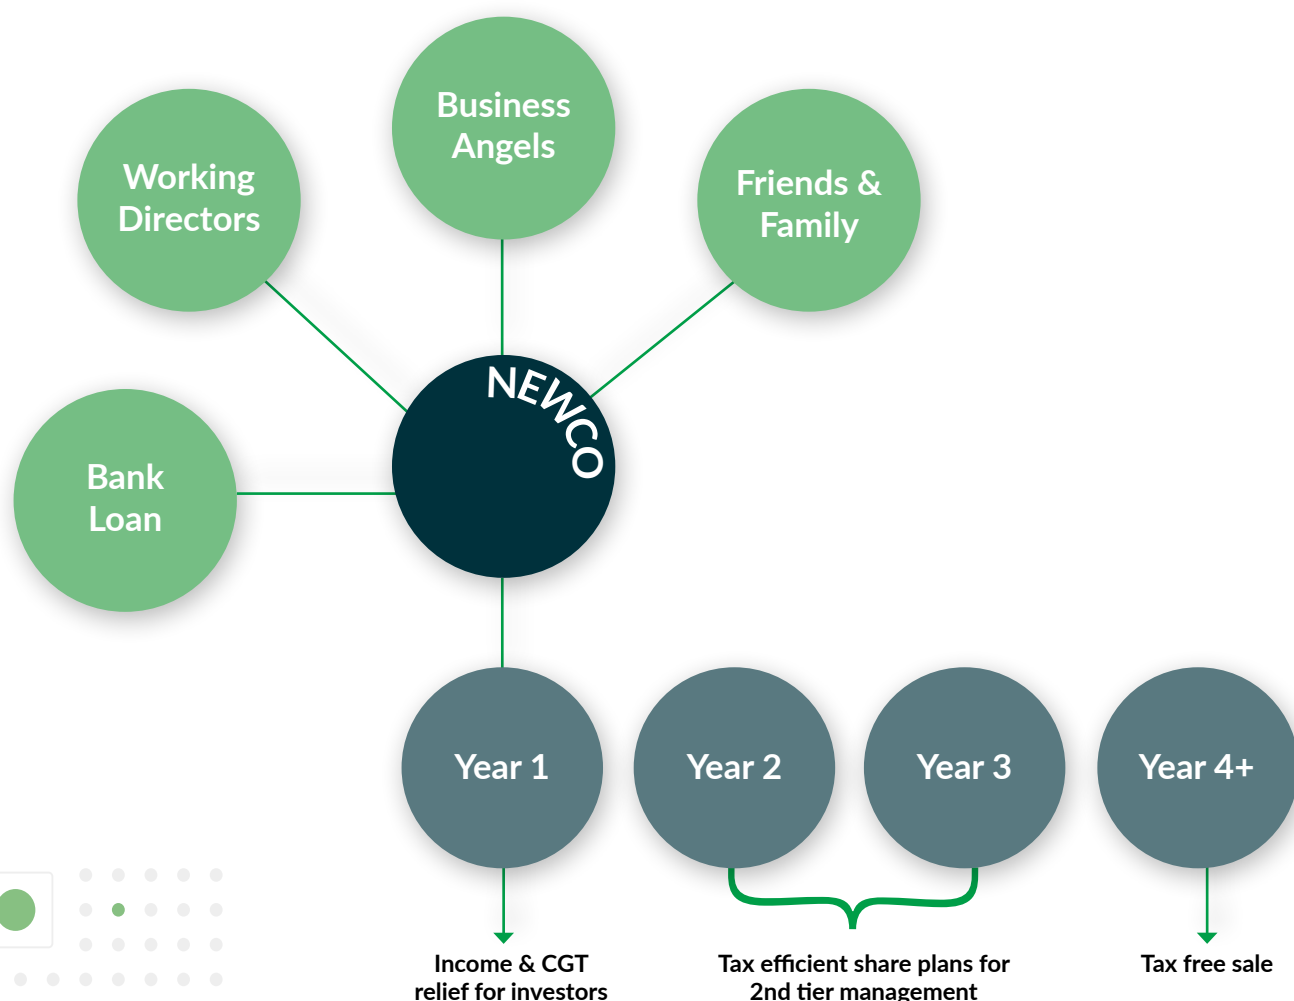 Business
Angels
Working
Directors
Friends &
Family
NEWCO
Bank
Loan
Year 1
Year 2
Year 3
Year 4+
Income & CGT
relief for investors
Tax efficient share plans for
2nd tier management
Tax free sale